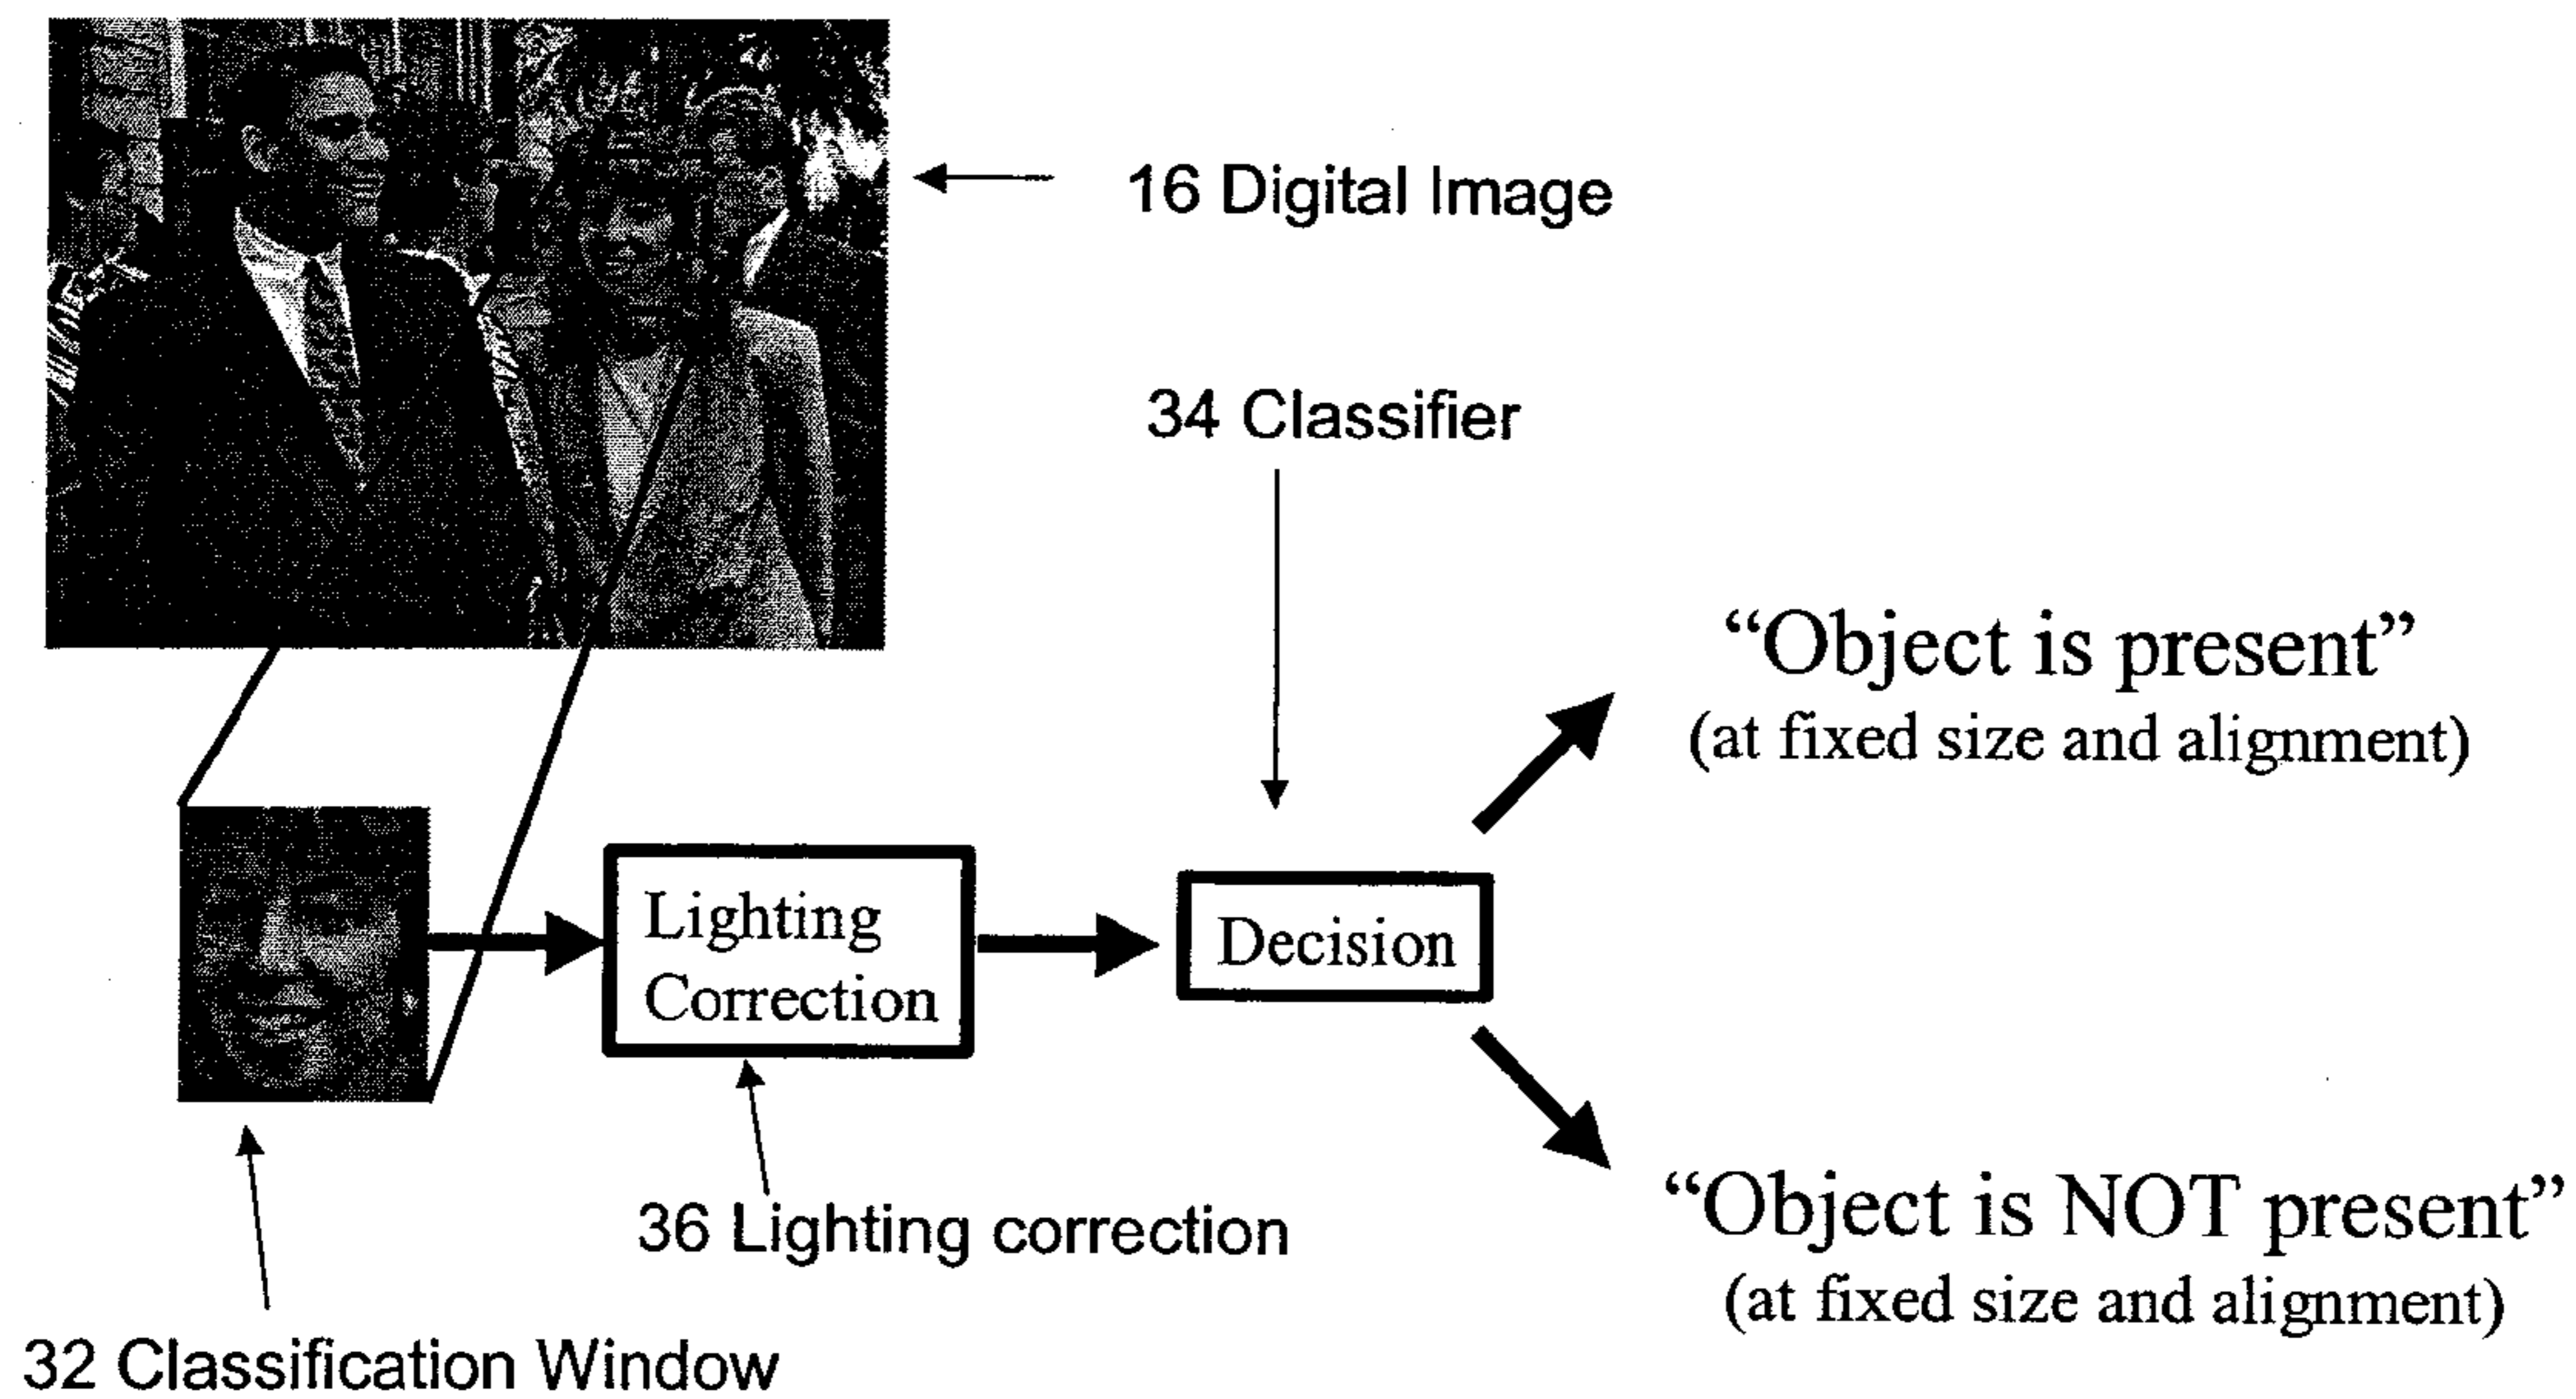 16 Digital Image
34 Classifier
“Object is present”
(at fixed size and alignment)
Lighting
Correction
Decision
36 Lighting correction
“Object is NOT present”
(at fixed size and alignment)
32 Classification Window